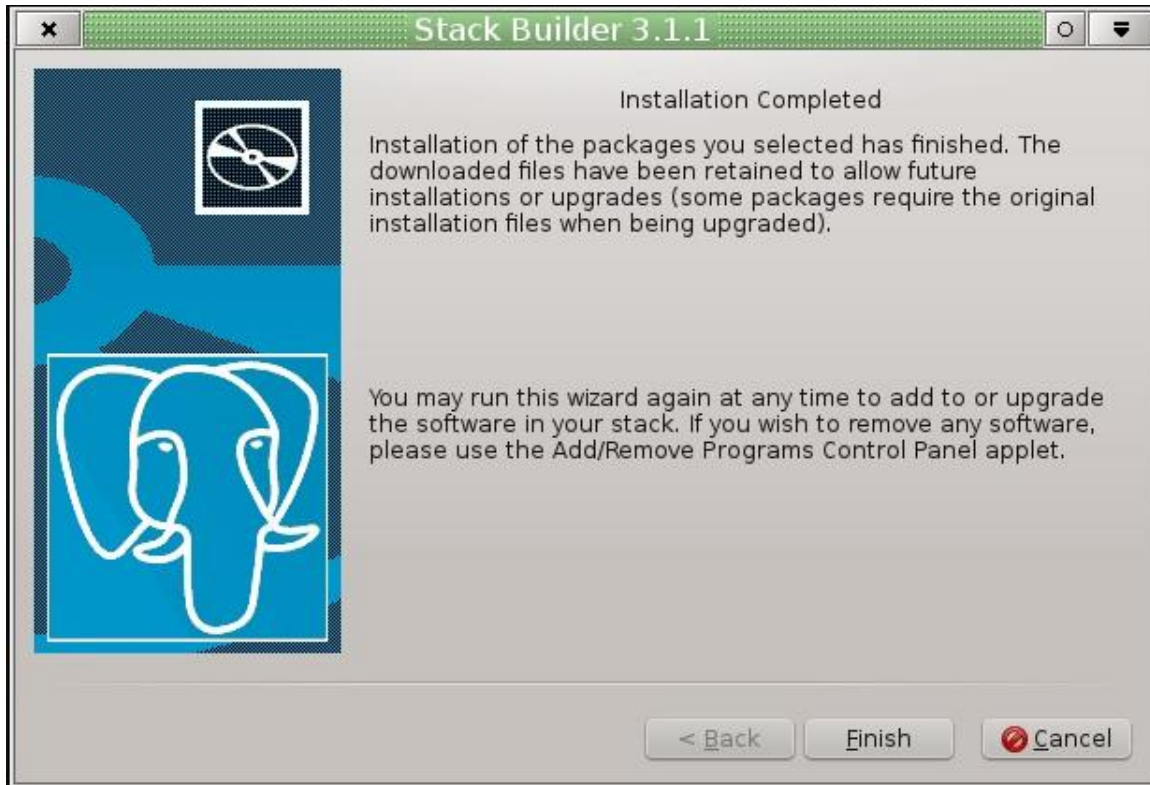 Stack Builder 3.1.1
Installation Completed
Installation of the packages you selected has finished. The
downloaded files have been retained to allow future
installations or upgrades (some packages require the original
installation files when being upgraded).
You may run this wizard again at any time to add to or upgrade
the software in your stack. If you wish to remove any software,
please use the Add/Remove Programs Control Panel applet.
< Back Finish Cancel